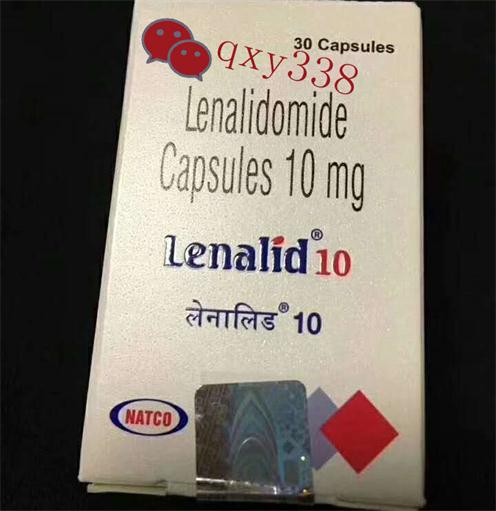 30 Capsules
qxy338
Lenalidomide
Capsules 10 mg
Lenalid® 10
लेनालिड® 10
NATCO